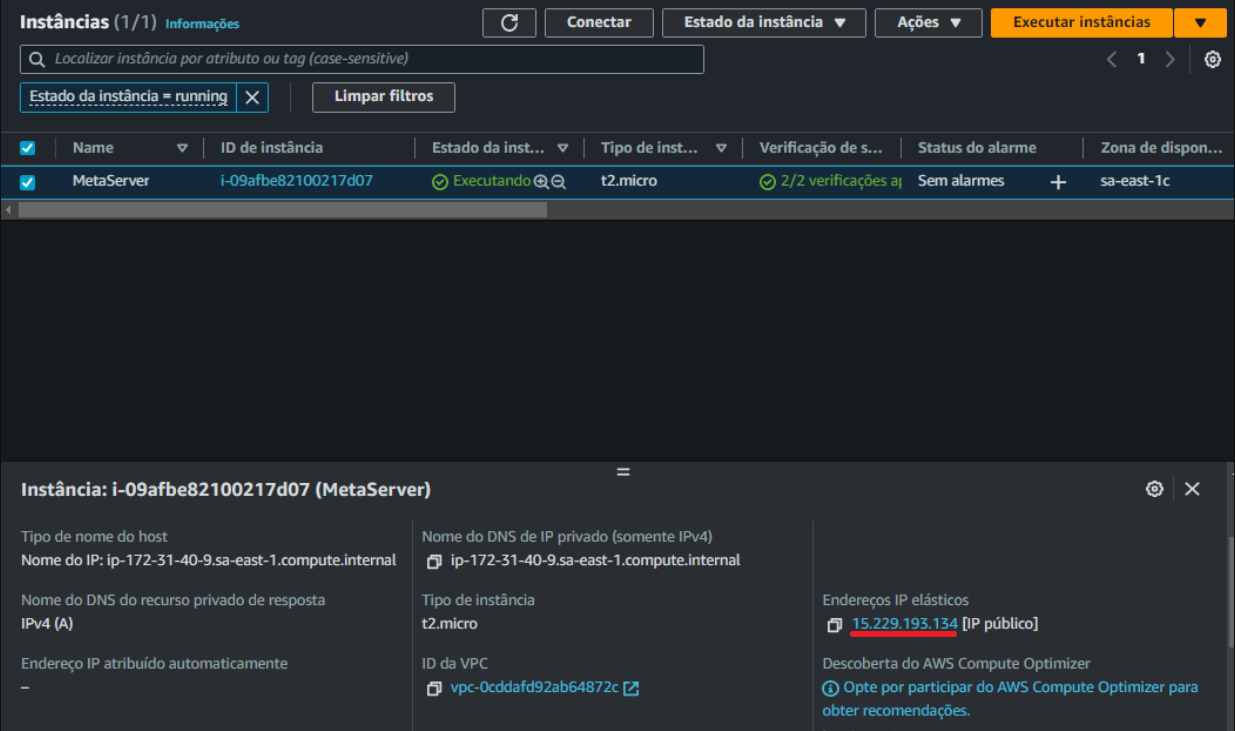 Instâncias (1/1) Informações
Conectar
Estado da instância
Ações
Executar instâncias
Localizar instância por atributo ou tag (case-sensitive)
1
Estado da instância = running
Limpar filtros
Name ID de instância Estado da inst... Tipo de inst... Verificação de s... Status do alarme Zona de dispon...
MetaServer i-09afbe82100217d07 Executando t2.micro 2/2 verificações Sem alarmes sa-east-1c
Instância: i-09afbe82100217d07 (MetaServer)
Tipo de nome do host
Nome do IP: ip-172-31-40-9.sa-east-1.compute.internal
Nome do DNS de IP privado (somente IPv4)
ip-172-31-40-9.sa-east-1.compute.internal
Nome do DNS do recurso privado de resposta
IPv4 (A)
Tipo de instância
t2.micro
Endereços IP elásticos
15.229.193.134 [IP público]
Endereço IP atribuído automaticamente
–
ID da VPC
vpc-0cddafd92ab64872c
Descoberta do AWS Compute Optimizer
Opte por participar do AWS Compute Optimizer para
obter recomendações.